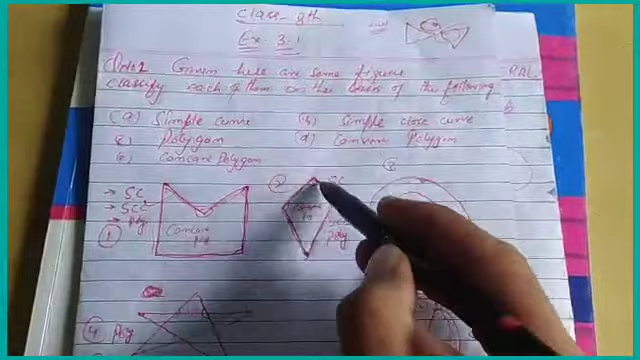 Class-8th
Ex-3.1
Qno1 Given here are some figures
classify each of them on the basis of the following
(a) Simple curve (b) Simple close curve
(c) Polygon (d) Convex Polygon
(e) Concave Polygon
→ SC
→ SCC
→ Poly
① Concave
②
SC
Poly
③
④ Poly